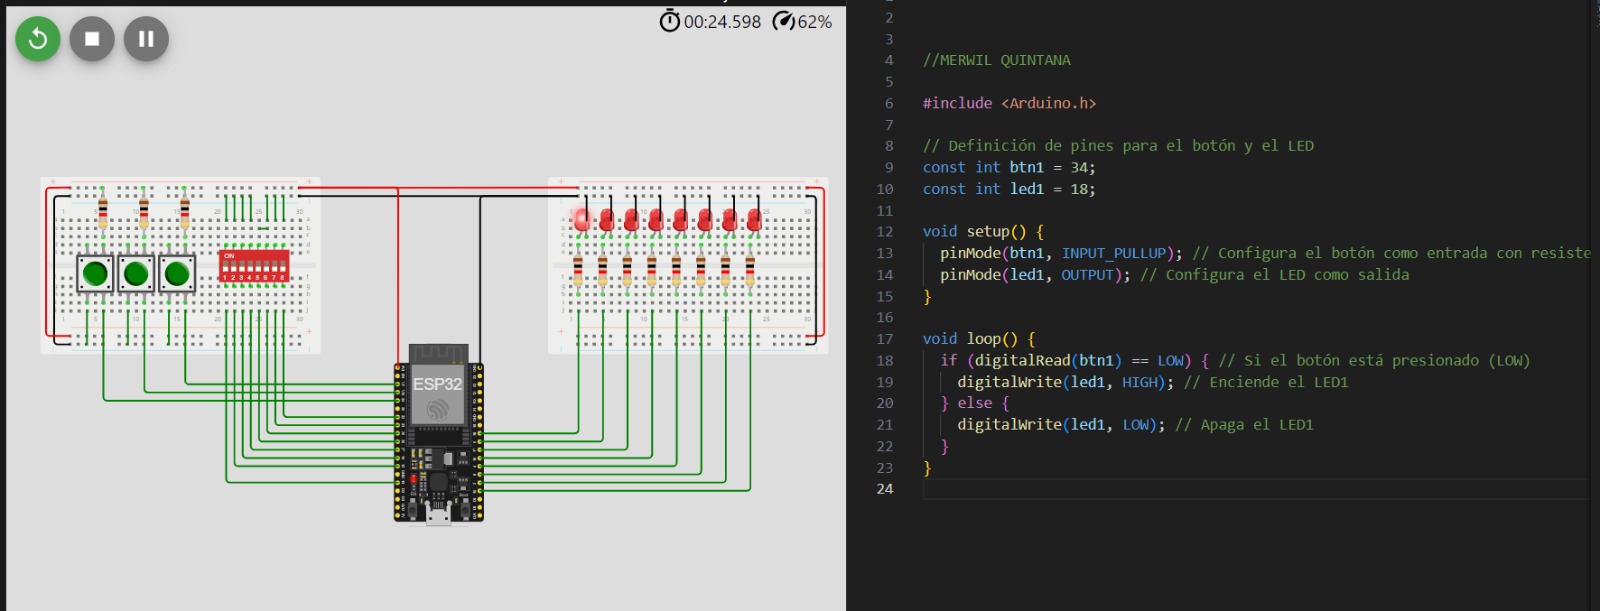 00:24.598 62%
ON
1 2 3 4 5 6 7 8
ESP32
2
3
4 //MERWIL QUINTANA
5
6 #include <Arduino.h>
7
8 // Definición de pines para el botón y el LED
9 const int btn1 = 34;
10 const int led1 = 18;
11
12 void setup() {
13 pinMode(btn1, INPUT_PULLUP); // Configura el botón como entrada con resiste
14 pinMode(led1, OUTPUT); // Configura el LED como salida
15 }
16
17 void loop() {
18 if (digitalRead(btn1) == LOW) { // Si el botón está presionado (LOW)
19 digitalWrite(led1, HIGH); // Enciende el LED1
20 } else {
21 digitalWrite(led1, LOW); // Apaga el LED1
22 }
23 }
24